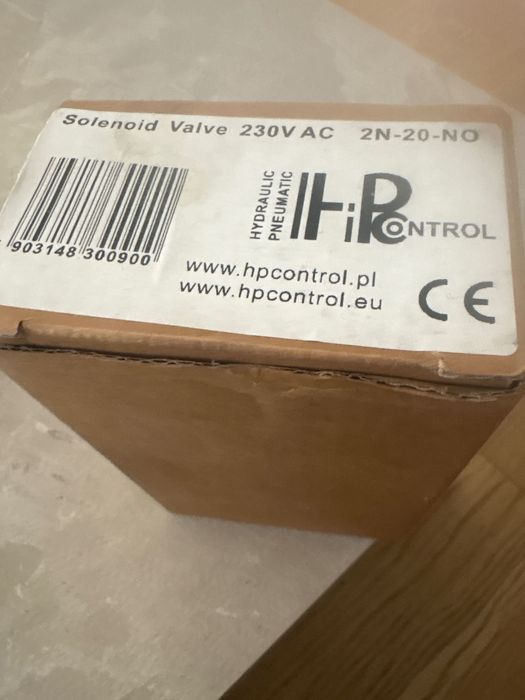 Solenoid Valve 230V AC 2N-20-NO
HYDRAULIC
PNEUMATIC
HiPCONTROL
903148 300900
www.hpcontrol.pl
www.hpcontrol.eu
CE